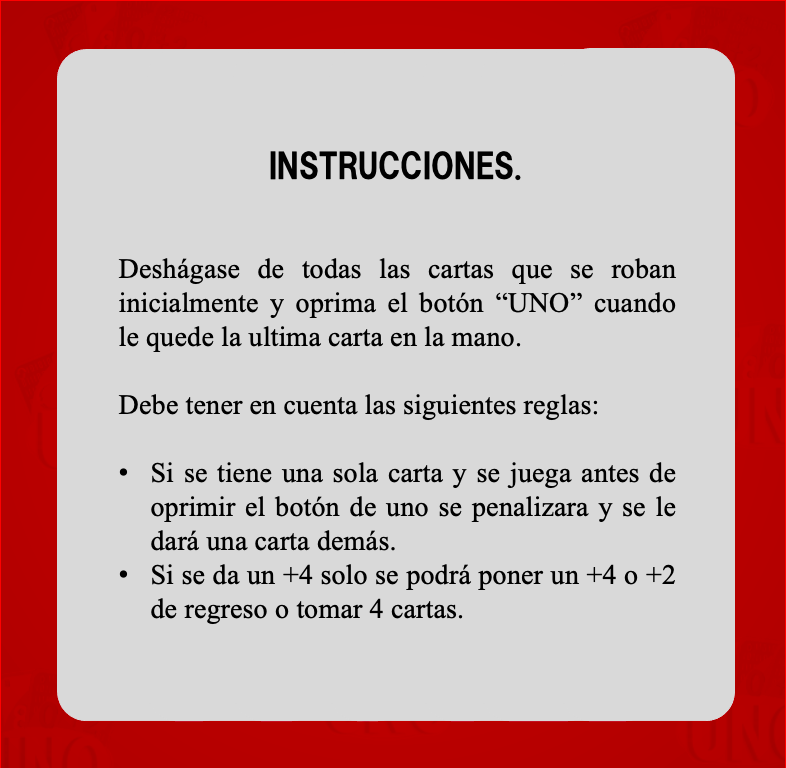 INSTRUCCIONES.
Deshágase de todas las cartas que se roban
inicialmente y oprima el botón “UNO” cuando
le quede la ultima carta en la mano.
Debe tener en cuenta las siguientes reglas:
• Si se tiene una sola carta y se juega antes de
oprimir el botón de uno se penalizara y se le
dará una carta demás.
• Si se da un +4 solo se podrá poner un +4 o +2
de regreso o tomar 4 cartas.
UNO
UNO